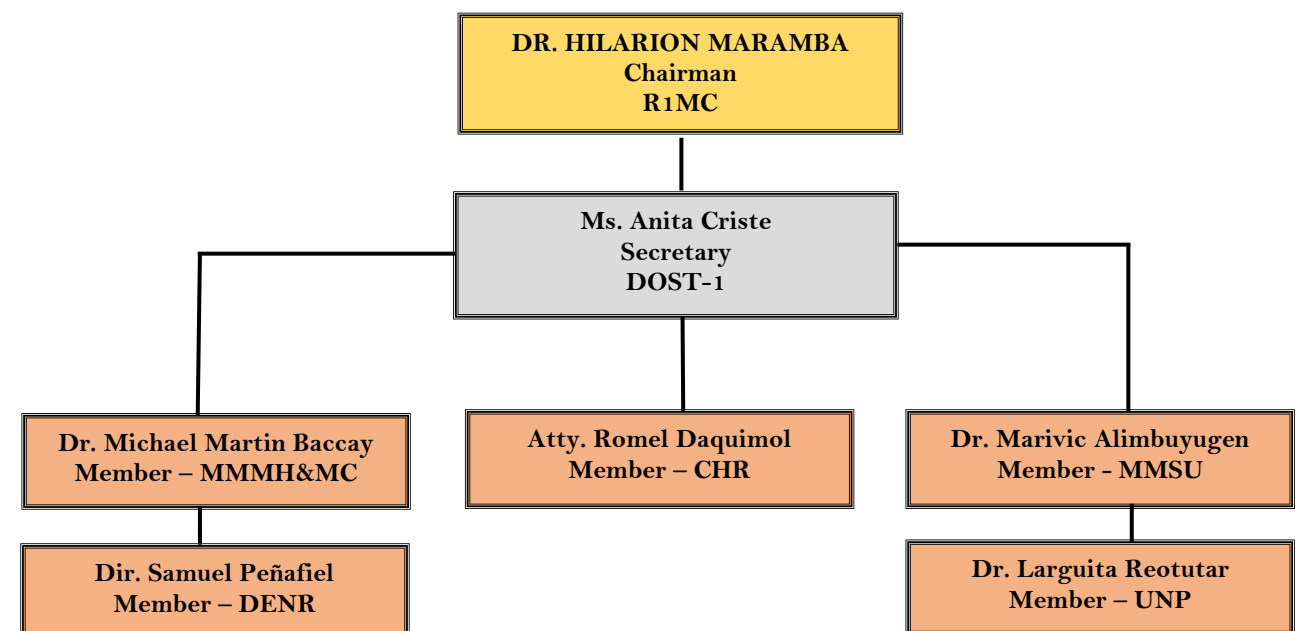 DR. HILARION MARAMBA
Chairman
R1MC
Ms. Anita Criste
Secretary
DOST-1
Dr. Michael Martin Baccay
Member – MMMH&MC
Atty. Romel Daquimol
Member – CHR
Dr. Marivic Alimbuyugen
Member - MMSU
Dir. Samuel Peñafiel
Member – DENR
Dr. Larguita Reotutar
Member – UNP